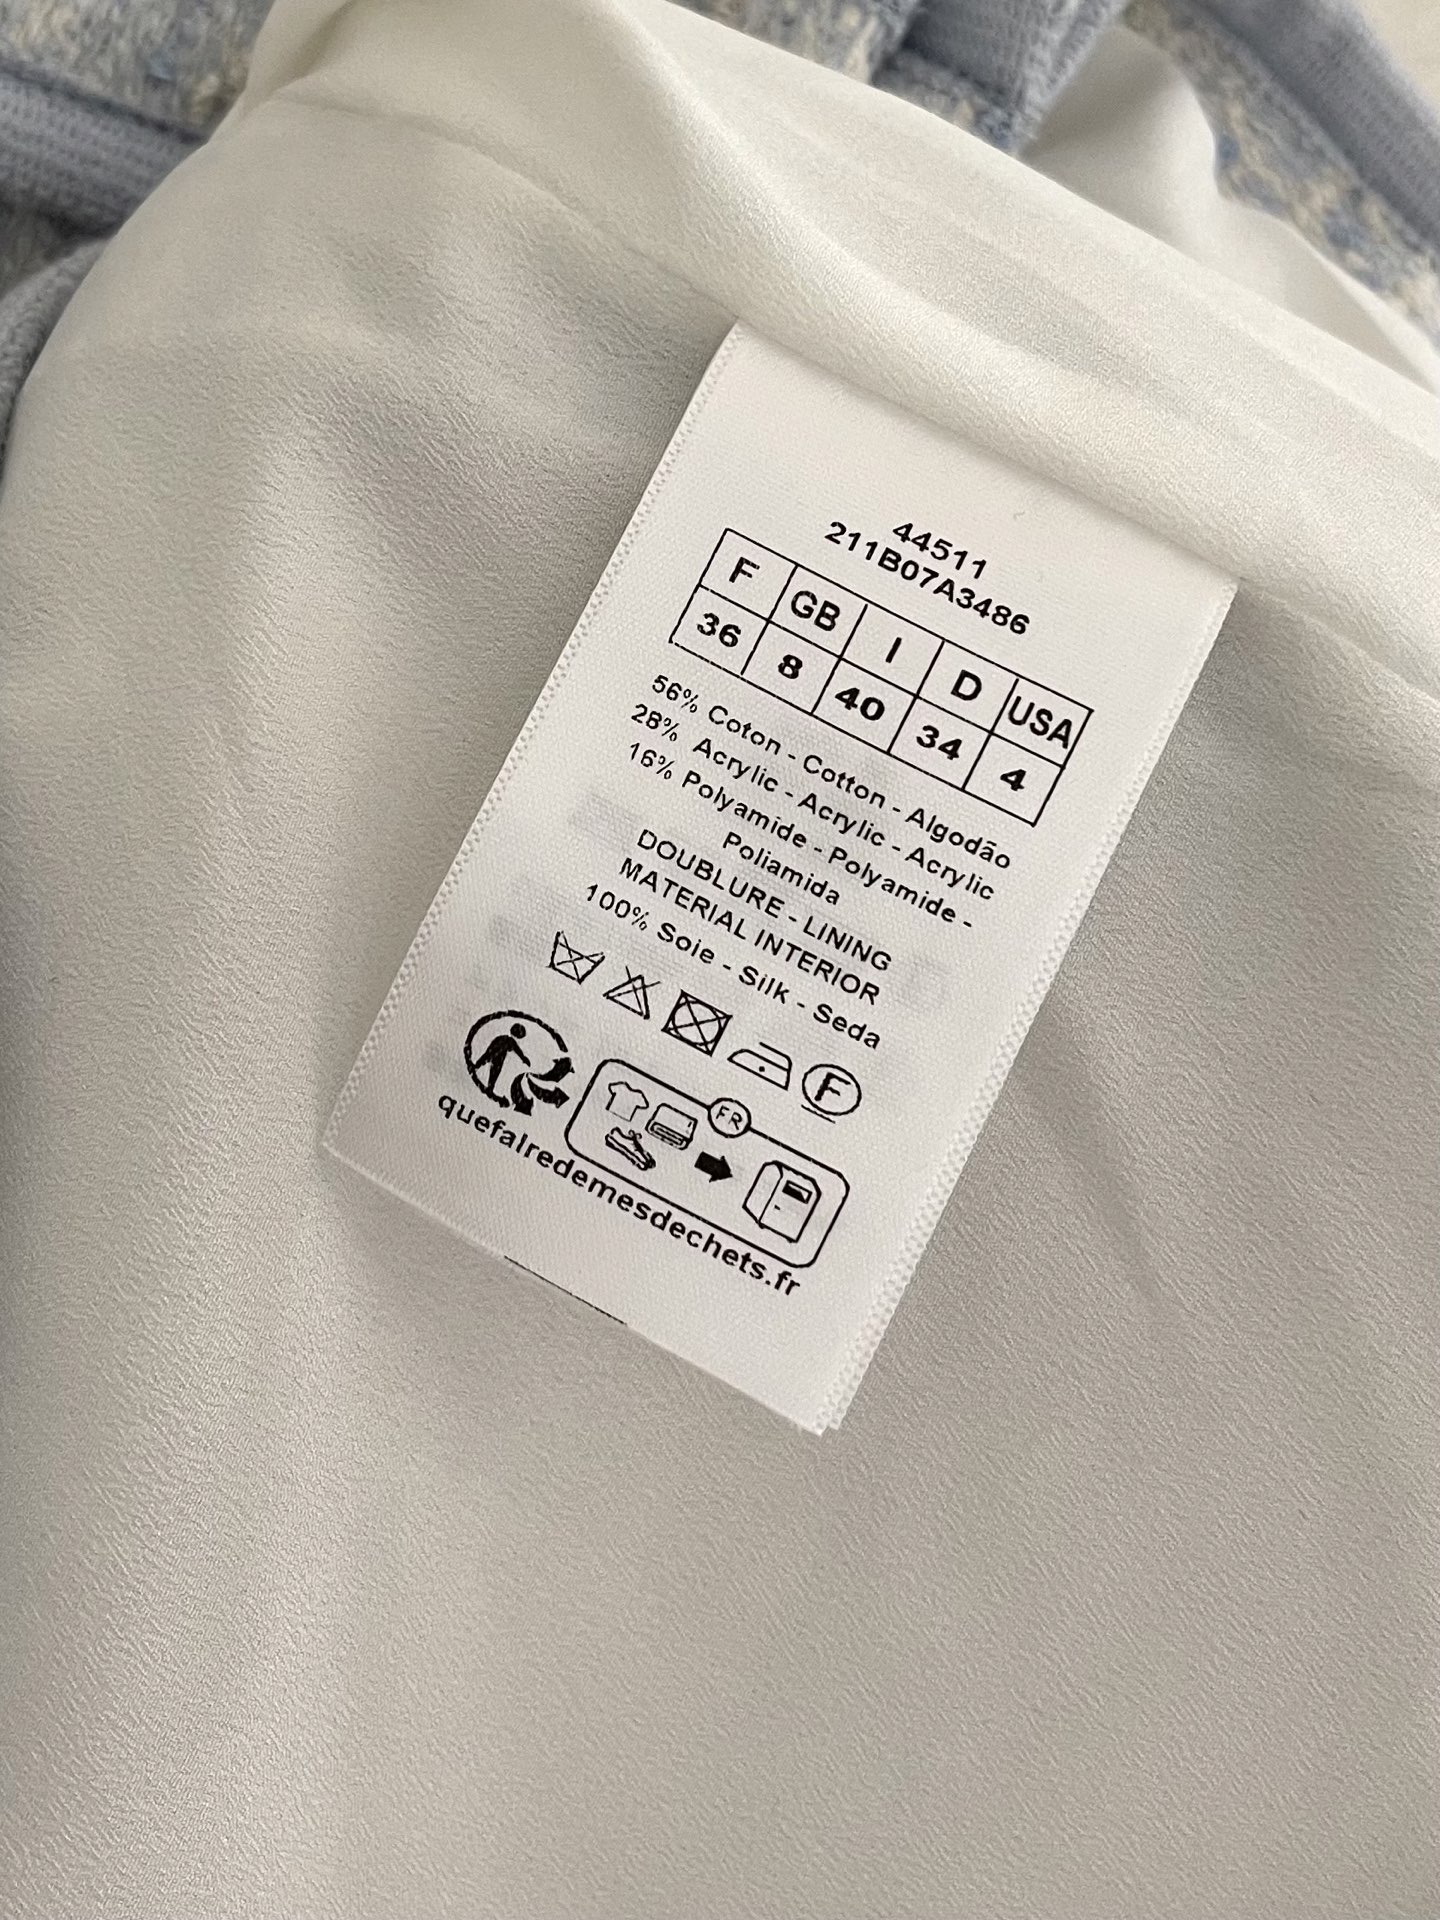 44511
211B07A3486
F GB I D USA
36 8 40 34 4
56% Coton - Cotton - Algodão
28% Acrylic - Acrylic - Acrylic
16% Polyamide - Polyamide -
Poliamida
DOUBLURE - LINING
MATERIAL INTERIOR
100% Soie - Silk - Seda
F
FR
quefairedemesdechets.fr